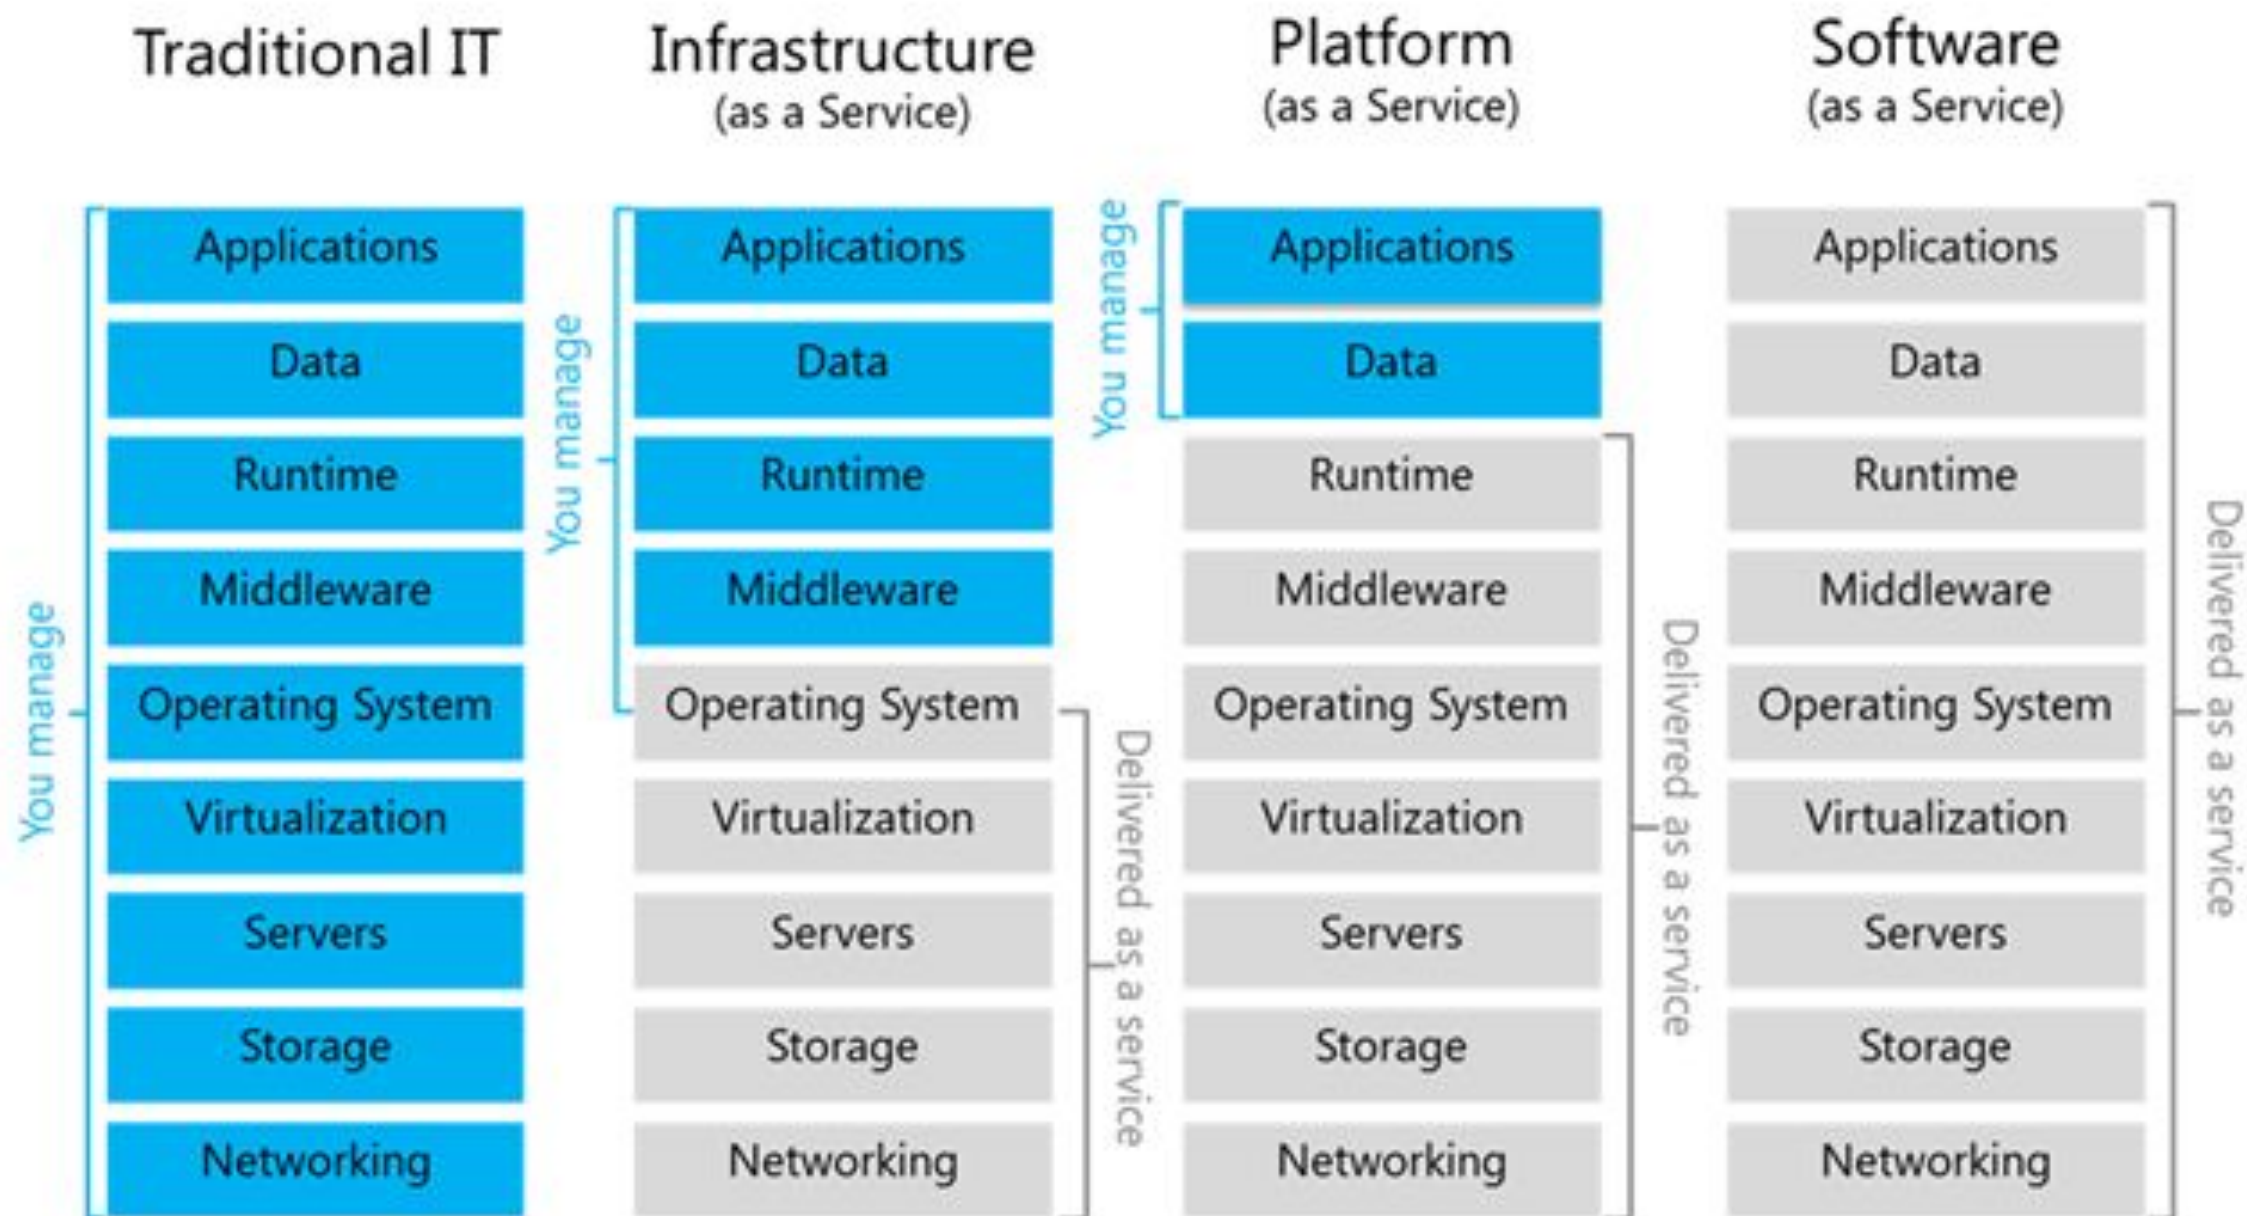 Traditional IT
Infrastructure
(as a Service)
Platform
(as a Service)
Software
(as a Service)
You manage
Applications
Data
Runtime
Middleware
Operating System
Virtualization
Servers
Storage
Networking
You manage
Applications
Data
Runtime
Middleware
Operating System
Virtualization
Servers
Storage
Networking
Delivered as a service
You manage
Applications
Data
Runtime
Middleware
Operating System
Virtualization
Servers
Storage
Networking
Delivered as a service
Applications
Data
Runtime
Middleware
Operating System
Virtualization
Servers
Storage
Networking
Delivered as a service